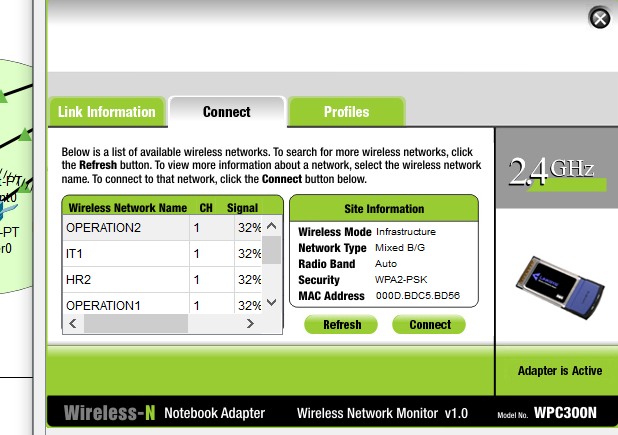 Link Information
Connect
Profiles
Below is a list of available wireless networks. To search for more wireless networks, click
the Refresh button. To view more information about a network, select the wireless network
name. To connect to that network, click the Connect button below.
2.4GHz
Wireless Network Name CH Signal
OPERATION2 1 32%
IT1 1 32%
HR2 1 32%
OPERATION1 1 32%
Site Information
Wireless Mode Infrastructure
Network Type Mixed B/G
Radio Band Auto
Security WPA2-PSK
MAC Address 000D.BDC5.BD56
Refresh
Connect
Adapter is Active
Wireless-N Notebook Adapter Wireless Network Monitor v1.0 Model No. WPC300N
-PT
r0